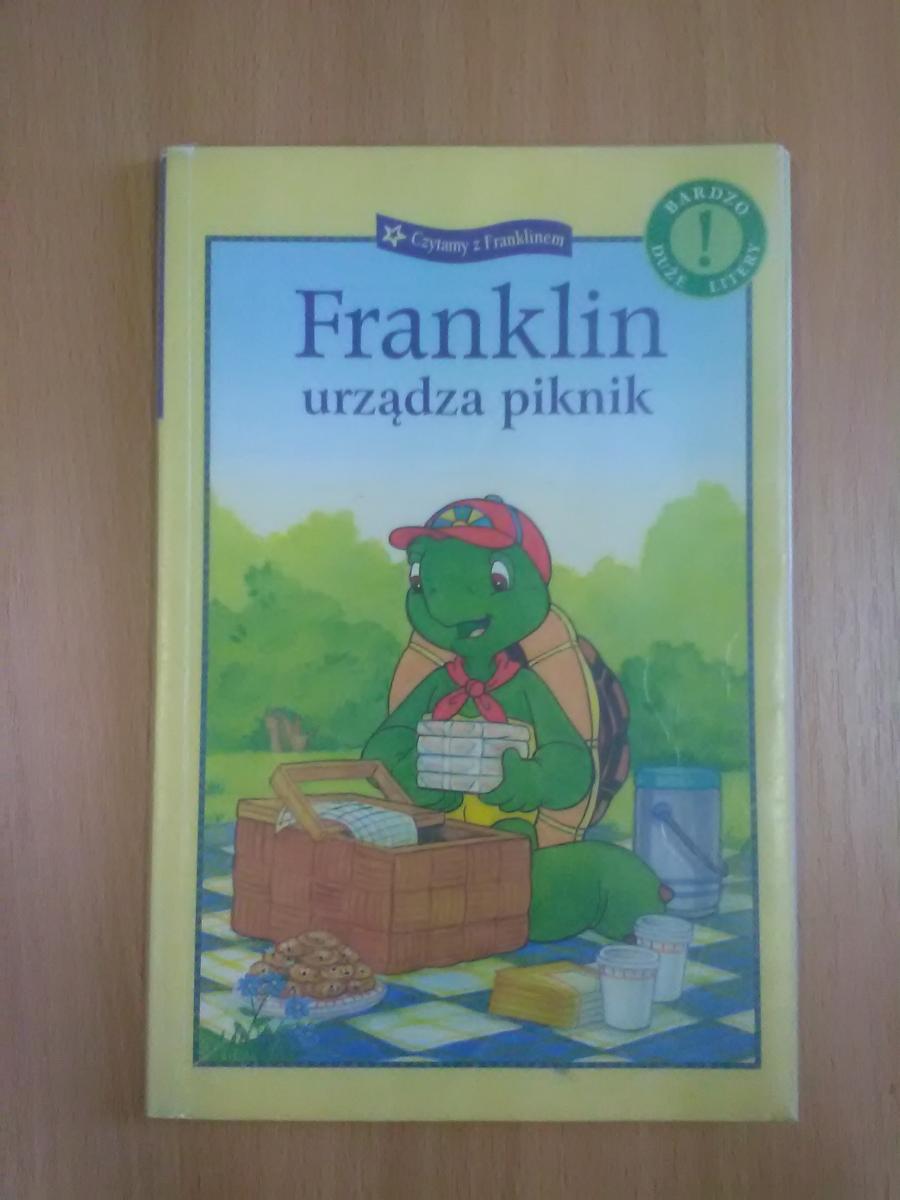 Czytamy z Franklinem
BARDZO
DUŻE LITERY
!
Franklin
urządza piknik